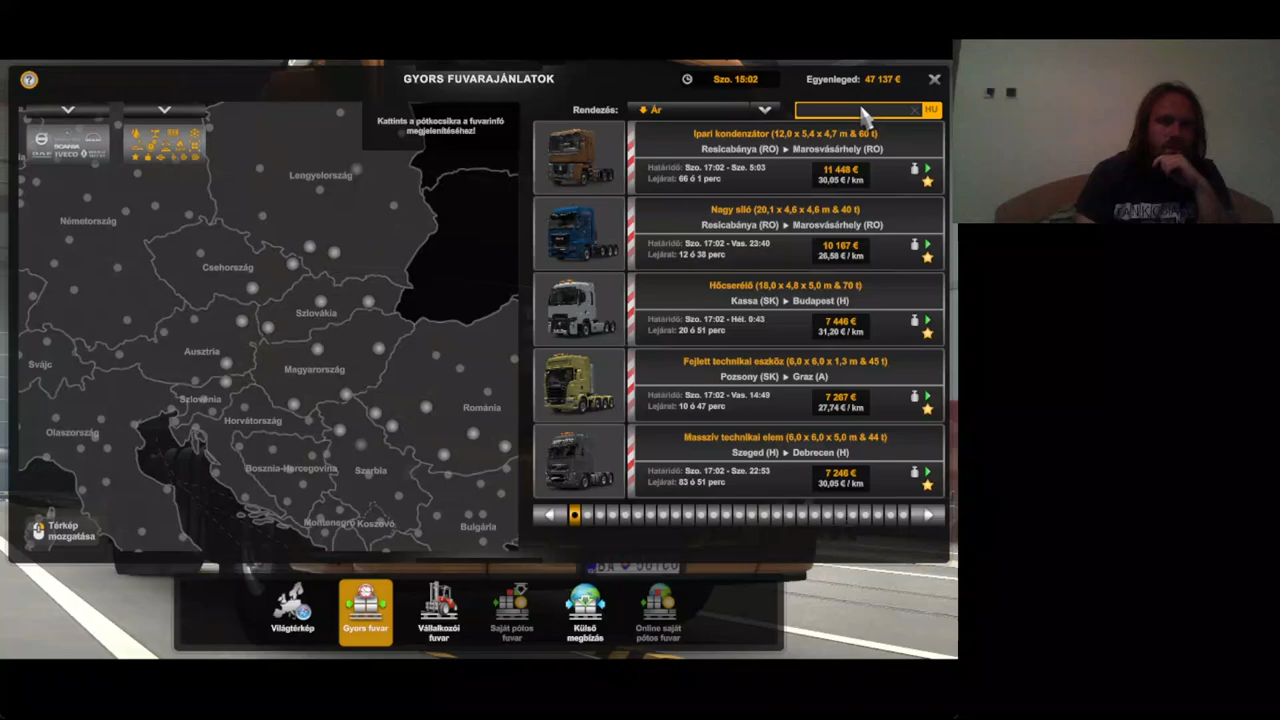 GYORS FUVARAJÁNLATOK
Szo. 15:02
Egyenleged: 47 137 €
Rendezés:
Ár
HU
Kattints a pótkocsikra a fuvarinfó
megjelenítéséhez!
DAF SCANIA
IVECO
Lengyelország
Németország
Csehország
Szlovákia
Ausztria
Svájc
Magyarország
Szlovénia
Horvátország
Románia
Olaszország
Bosznia-Hercegovina
Szerbia
Montenegró
Koszovó
Bulgária
Térkép
mozgatása
Ipari kondenzátor (12,0 x 5,4 x 4,7 m & 60 t)
Resicabánya (RO) ► Marosvásárhely (RO)
Határidő: Szo. 17:02 - Sze. 5:03
Lejárat: 66 ó 1 perc
11 448 €
30,05 € / km
Nagy siló (20,1 x 4,6 x 4,6 m & 40 t)
Resicabánya (RO) ► Marosvásárhely (RO)
Határidő: Szo. 17:02 - Vas. 23:40
Lejárat: 12 ó 38 perc
10 167 €
26,58 € / km
Hőcserélő (18,0 x 4,8 x 5,0 m & 70 t)
Kassa (SK) ► Budapest (H)
Határidő: Szo. 17:02 - Hét. 0:43
Lejárat: 20 ó 51 perc
7 446 €
31,20 € / km
Fejlett technikai eszköz (6,0 x 6,0 x 1,3 m & 45 t)
Pozsony (SK) ► Graz (A)
Határidő: Szo. 17:02 - Vas. 14:49
Lejárat: 10 ó 47 perc
7 267 €
27,74 € / km
Masszív technikai elem (6,0 x 6,0 x 5,0 m & 44 t)
Szeged (H) ► Debrecen (H)
Határidő: Szo. 17:02 - Sze. 22:53
Lejárat: 83 ó 51 perc
7 246 €
30,05 € / km
Világtérkép
Gyors fuvar
Vállalkozói
fuvar
Saját pótos
fuvar
Külső
megbízás
Online saját
pótos fuvar